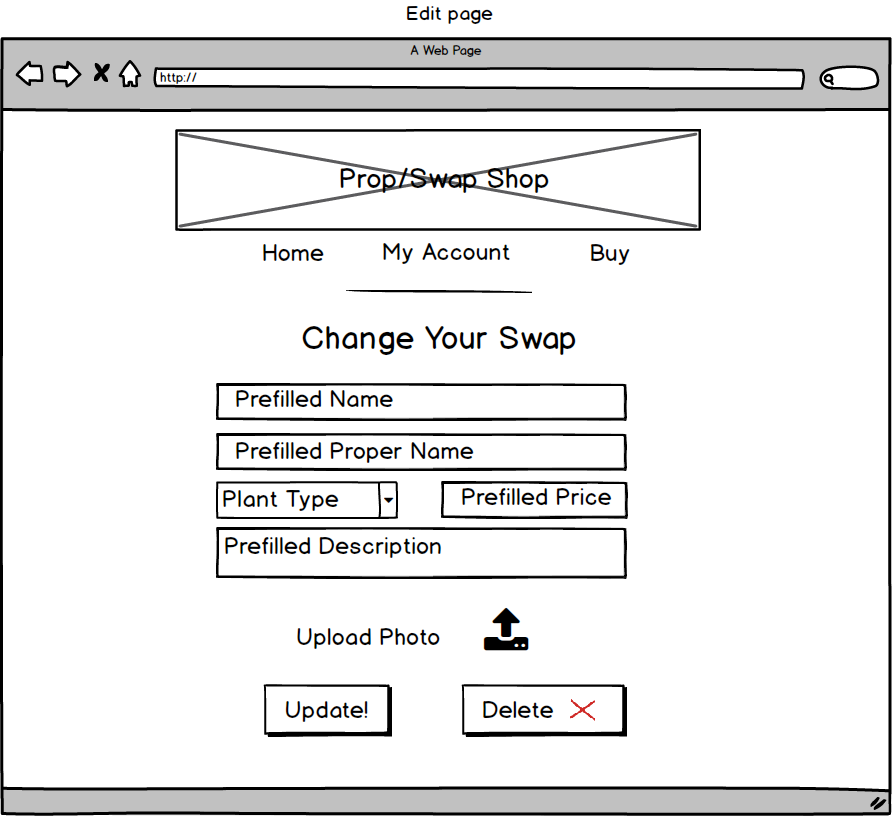 Edit page
A Web Page
http://
Prop/Swap Shop
Home My Account Buy
Change Your Swap
Prefilled Name
Prefilled Proper Name
Plant Type Prefilled Price
Prefilled Description
Upload Photo
Update! Delete